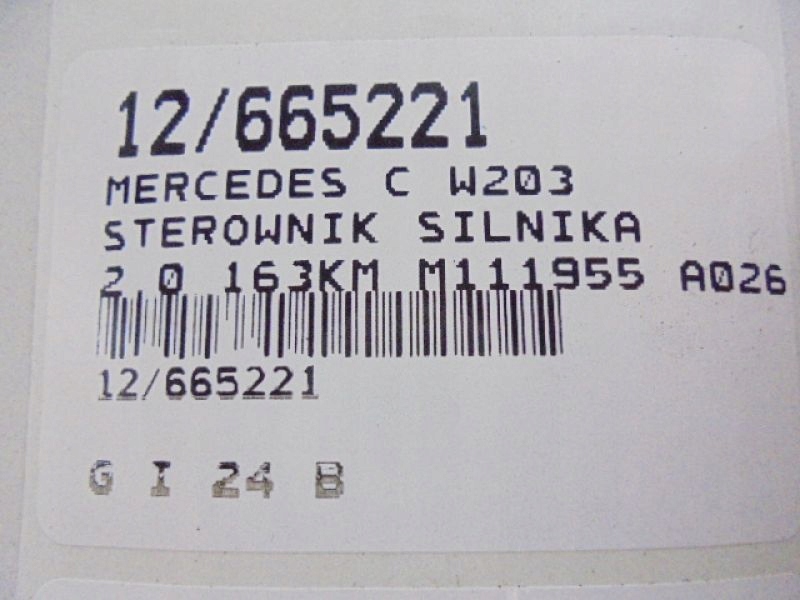 12/665221
MERCEDES C W203
STEROWNIK SILNIKA
2 0 163KM M111955 A026
12/665221
G I 24 B